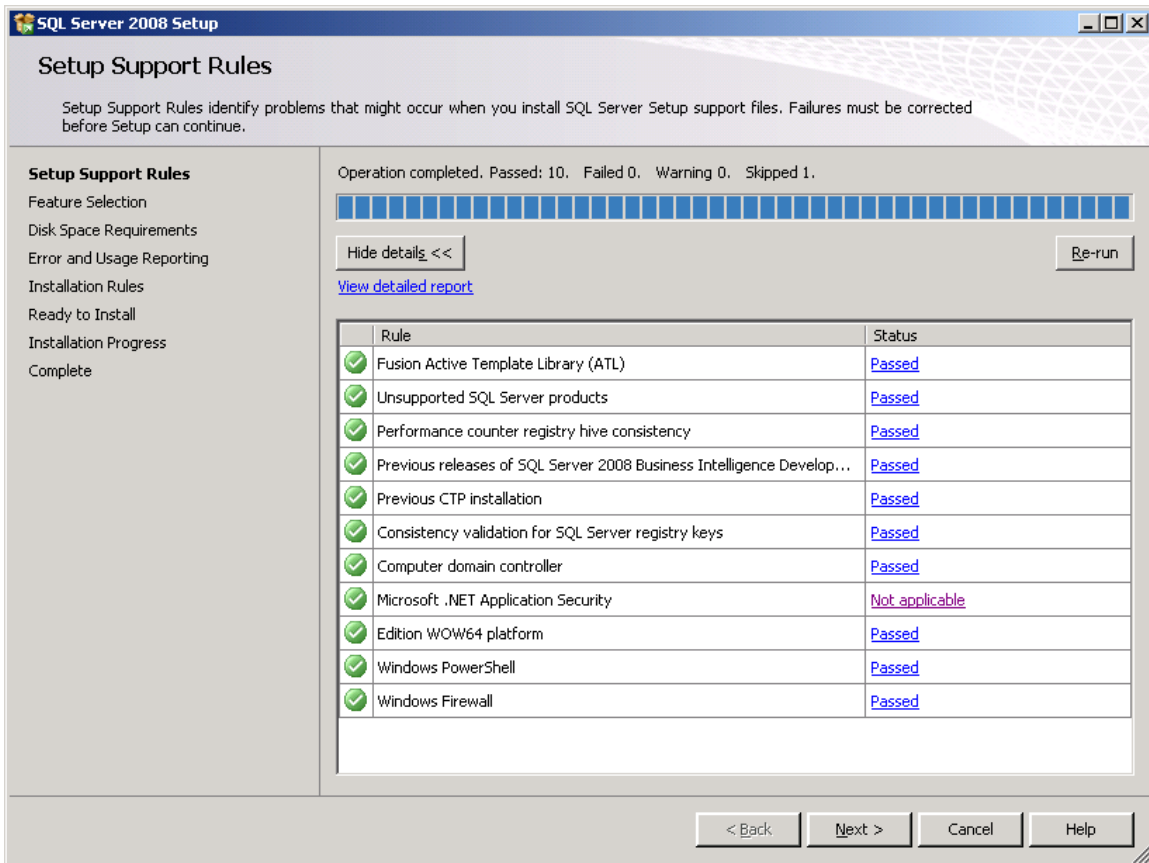 SQL Server 2008 Setup
Setup Support Rules
Setup Support Rules identify problems that might occur when you install SQL Server Setup support files. Failures must be corrected
before Setup can continue.
Setup Support Rules
Feature Selection
Disk Space Requirements
Error and Usage Reporting
Installation Rules
Ready to Install
Installation Progress
Complete
Operation completed. Passed: 10. Failed 0. Warning 0. Skipped 1.
Hide details <<
Re-run
View detailed report
Rule Status
Fusion Active Template Library (ATL) Passed
Unsupported SQL Server products Passed
Performance counter registry hive consistency Passed
Previous releases of SQL Server 2008 Business Intelligence Develop... Passed
Previous CTP installation Passed
Consistency validation for SQL Server registry keys Passed
Computer domain controller Passed
Microsoft .NET Application Security Not applicable
Edition WOW64 platform Passed
Windows PowerShell Passed
Windows Firewall Passed
< Back Next > Cancel Help